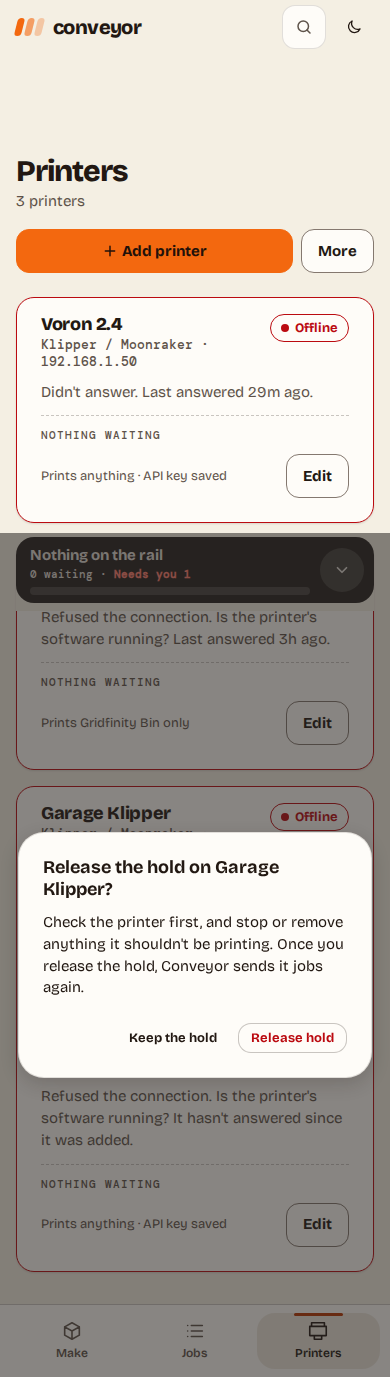 conveyor
Printers
3 printers
+ Add printer
More
Voron 2.4
Offline
Klipper / Moonraker ·
192.168.1.50
Didn't answer. Last answered 29m ago.
NOTHING WAITING
Prints anything · API key saved
Edit
Nothing on the rail
0 waiting · Needs you 1
Refused the connection. Is the printer's
software running? Last answered 3h ago.
NOTHING WAITING
Prints Gridfinity Bin only
Edit
Garage Klipper
Offline
Release the hold on Garage
Klipper?
Check the printer first, and stop or remove
anything it shouldn't be printing. Once you
release the hold, Conveyor sends it jobs
again.
Keep the hold
Release hold
Refused the connection. Is the printer's
software running? It hasn't answered since
it was added.
NOTHING WAITING
Prints anything · API key saved
Edit
Make
Jobs
Printers